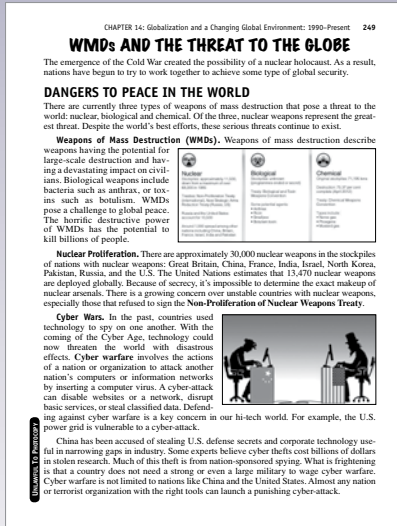 CHAPTER 14: Globalization and a Changing Global Environment: 1990–Present 249
WMDs AND THE THREAT TO THE GLOBE
The emergence of the Cold War created the possibility of a nuclear holocaust. As a result,
nations have begun to try to work together to achieve some type of global security.
DANGERS TO PEACE IN THE WORLD
There are currently three types of weapons of mass destruction that pose a threat to the
world: nuclear, biological and chemical. Of the three, nuclear weapons represent the great-
est threat. Despite the world's best efforts, these serious threats continue to exist.
Weapons of Mass Destruction (WMDs). Weapons of mass destruction describe
weapons having the potential for
large-scale destruction and hav-
ing a devastating impact on civil-
ians. Biological weapons include
bacteria such as anthrax, or tox-
ins such as botulism. WMDs
pose a challenge to global peace.
The horrific destructive power
of WMDs has the potential to
kill billions of people.
Nuclear
Biological
Chemical
Nuclear Proliferation. There are approximately 30,000 nuclear weapons in the stockpiles
of nations with nuclear weapons: Great Britain, China, France, India, Israel, North Korea,
Pakistan, Russia, and the U.S. The United Nations estimates that 13,470 nuclear weapons
are deployed globally. Because of secrecy, it's impossible to determine the exact makeup of
nuclear arsenals. There is a growing concern over unstable countries with nuclear weapons,
especially those that refused to sign the Non-Proliferation of Nuclear Weapons Treaty.
Cyber Wars. In the past, countries used
technology to spy on one another. With the
coming of the Cyber Age, technology could
now threaten the world with disastrous
effects. Cyber warfare involves the actions
of a nation or organization to attack another
nation's computers or information networks
by inserting a computer virus. A cyber-attack
can disable websites or a network, disrupt
basic services, or steal classified data. Defend-
ing against cyber warfare is a key concern in our hi-tech world. For example, the U.S.
power grid is vulnerable to a cyber-attack.
China has been accused of stealing U.S. defense secrets and corporate technology use-
ful in narrowing gaps in industry. Some experts believe cyber thefts cost billions of dollars
in stolen research. Much of this theft is from nation-sponsored spying. What is frightening
is that a country does not need a strong or even a large military to wage cyber warfare.
Cyber warfare is not limited to nations like China and the United States. Almost any nation
or terrorist organization with the right tools can launch a punishing cyber-attack.
UNLAWFUL TO PHOTOCOPY